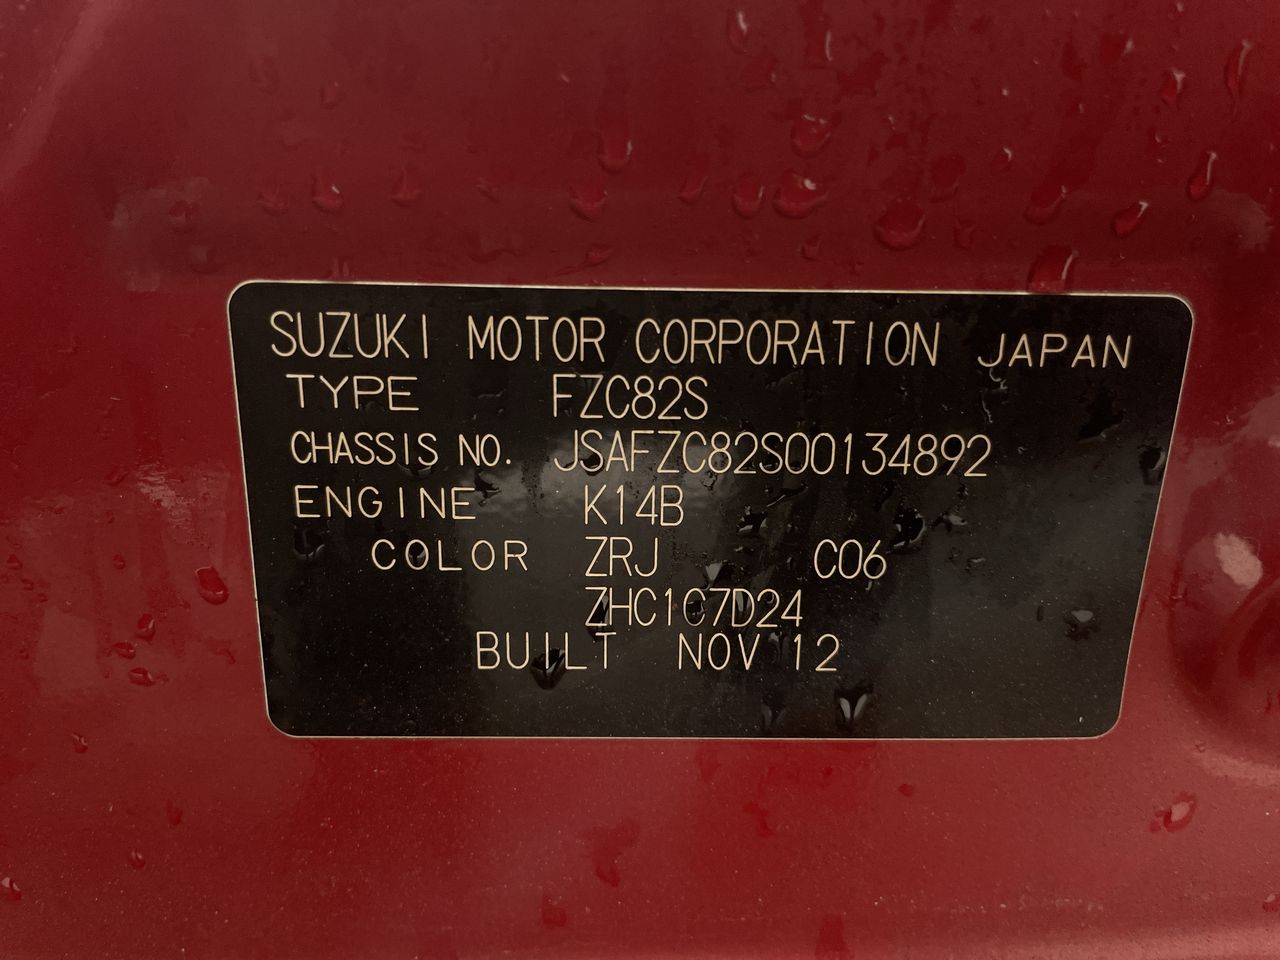 SUZUKI MOTOR CORPORATION JAPAN
TYPE FZC82S
CHASSIS NO. JSAFZC82S00134892
ENGINE K14B
COLOR ZRJ C06
ZHC1C7D24
BUILT NOV 12